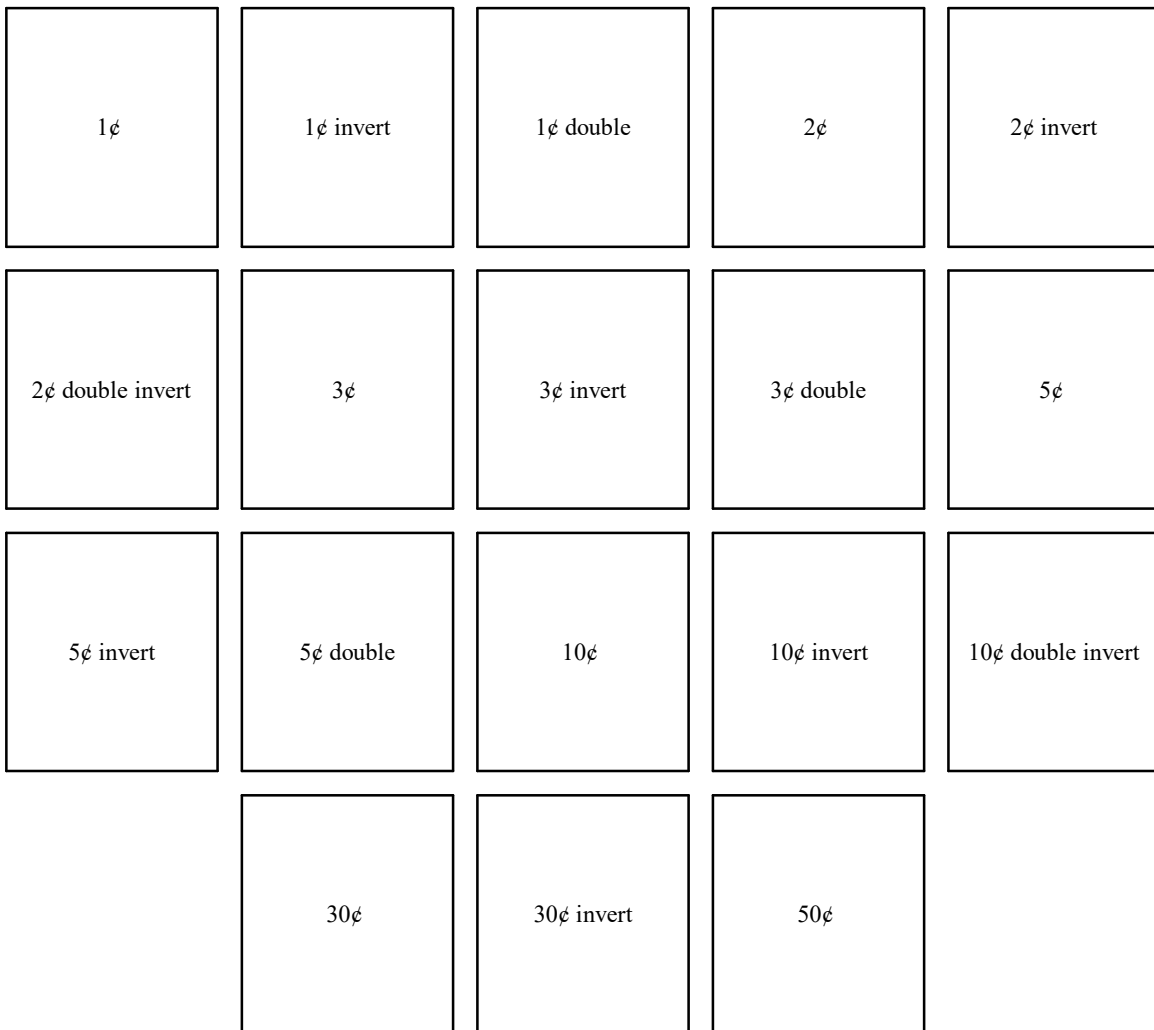 1¢
1¢ invert
1¢ double
2¢
2¢ invert
2¢ double invert
3¢
3¢ invert
3¢ double
5¢
5¢ invert
5¢ double
10¢
10¢ invert
10¢ double invert
30¢
30¢ invert
50¢